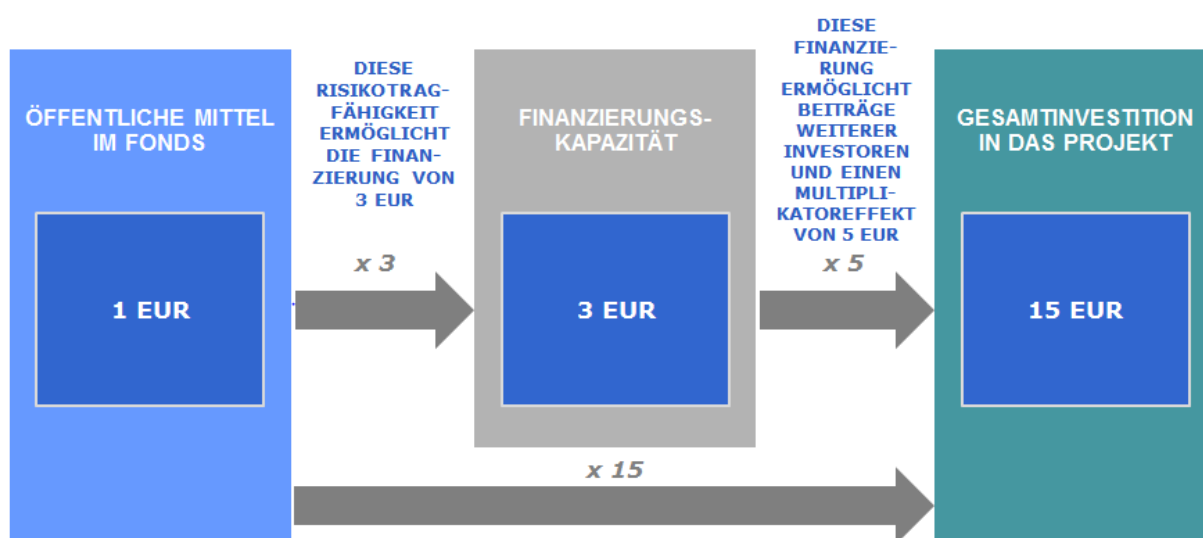 ÖFFENTLICHE MITTEL
IM FONDS
1 EUR
DIESE
RISIKOTRAG-
FÄHIGKEIT
ERMÖGLICHT
DIE FINAN-
ZIERUNG VON
3 EUR
x 3
FINANZIERUNGS-
KAPAZITÄT
3 EUR
DIESE
FINANZIE-
RUNG
ERMÖGLICHT
BEITRÄGE
WEITERER
INVESTOREN
UND EINEN
MULTIPLI-
KATOREFFEKT
VON 5 EUR
x 5
GESAMTINVESTITION
IN DAS PROJEKT
15 EUR
x 15